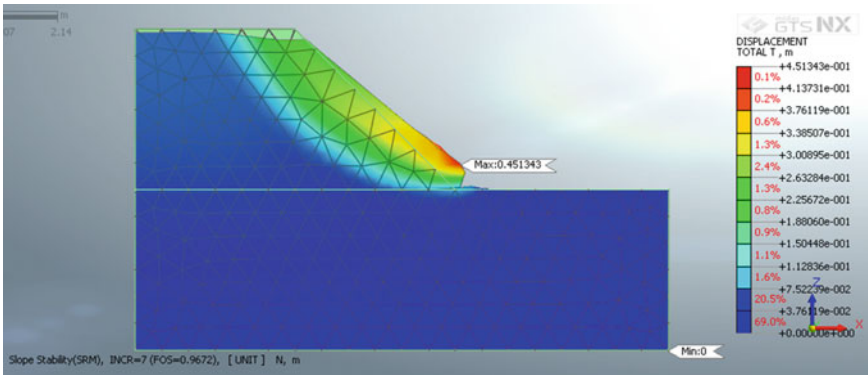 m
07 2.14
GTS NX
DISPLACEMENT
TOTAL T , m
+4.51343e-001
0.1%
+4.13731e-001
0.2%
+3.76119e-001
0.6%
+3.38507e-001
1.3%
+3.00895e-001
2.4%
+2.63284e-001
1.3%
+2.25672e-001
0.8%
+1.88060e-001
0.9%
+1.50448e-001
1.1%
+1.12836e-001
1.6%
+7.52239e-002
20.5%
+3.76119e-002
69.0%
+0.00000e+000
Z
X
Max:0.451343
Min:0
Slope Stability(SRM), INCR=7 (FOS=0.9672), [ UNIT ] N, m